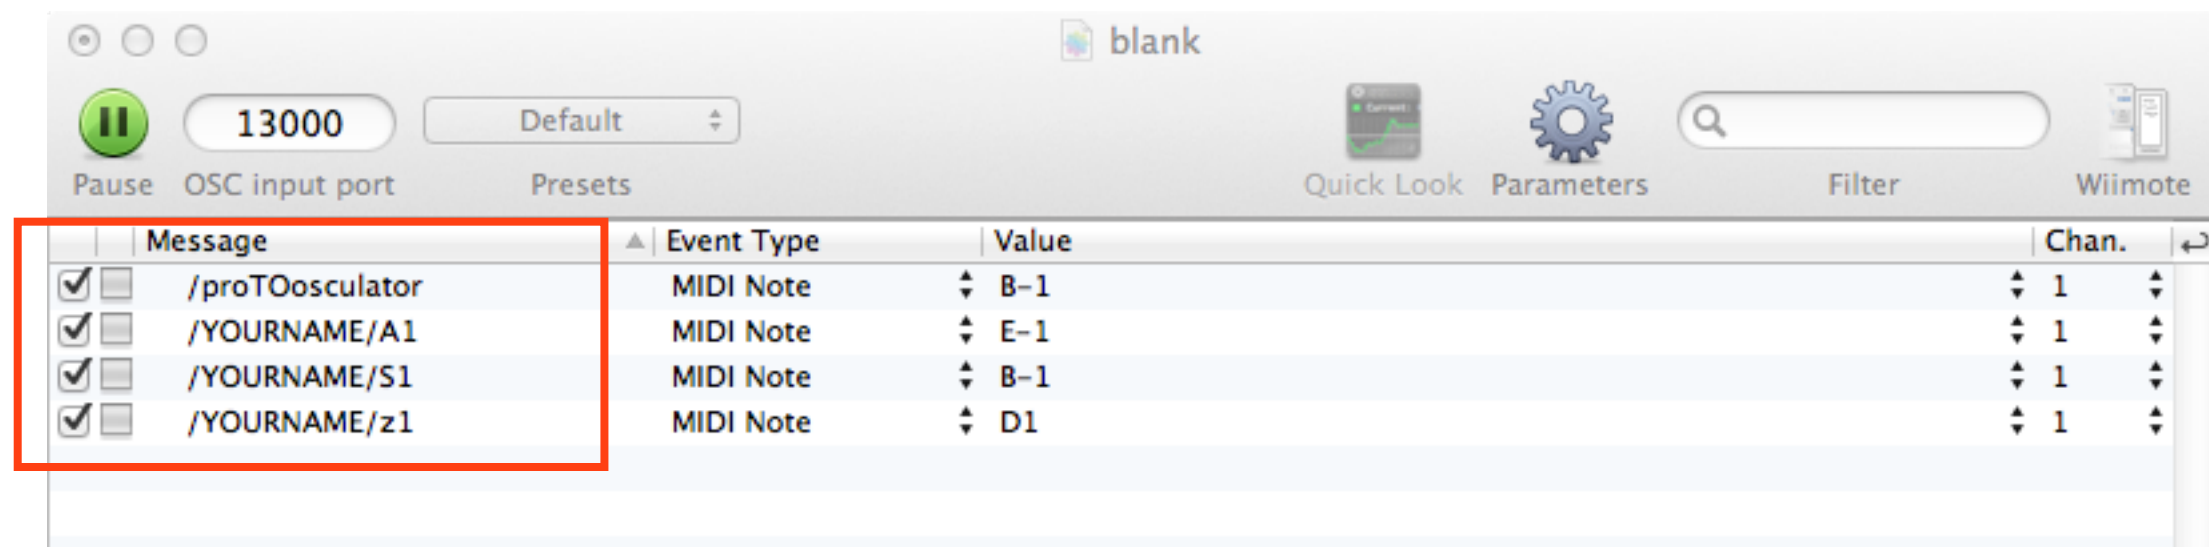 blank
13000 Default
Pause OSC input port Presets Quick Look Parameters Filter Wiimote
Message Event Type Value Chan.
/proTOosculator MIDI Note B-1 1
/YOURNAME/A1 MIDI Note E-1 1
/YOURNAME/S1 MIDI Note B-1 1
/YOURNAME/z1 MIDI Note D1 1